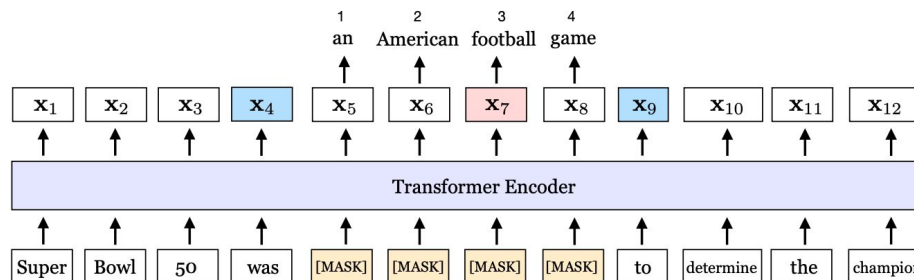 1 2 3 4
an American football game
x1 x2 x3 x4 x5 x6 x7 x8 x9 x10 x11 x12
Transformer Encoder
Super Bowl 50 was [MASK] [MASK] [MASK] [MASK] to determine the champion